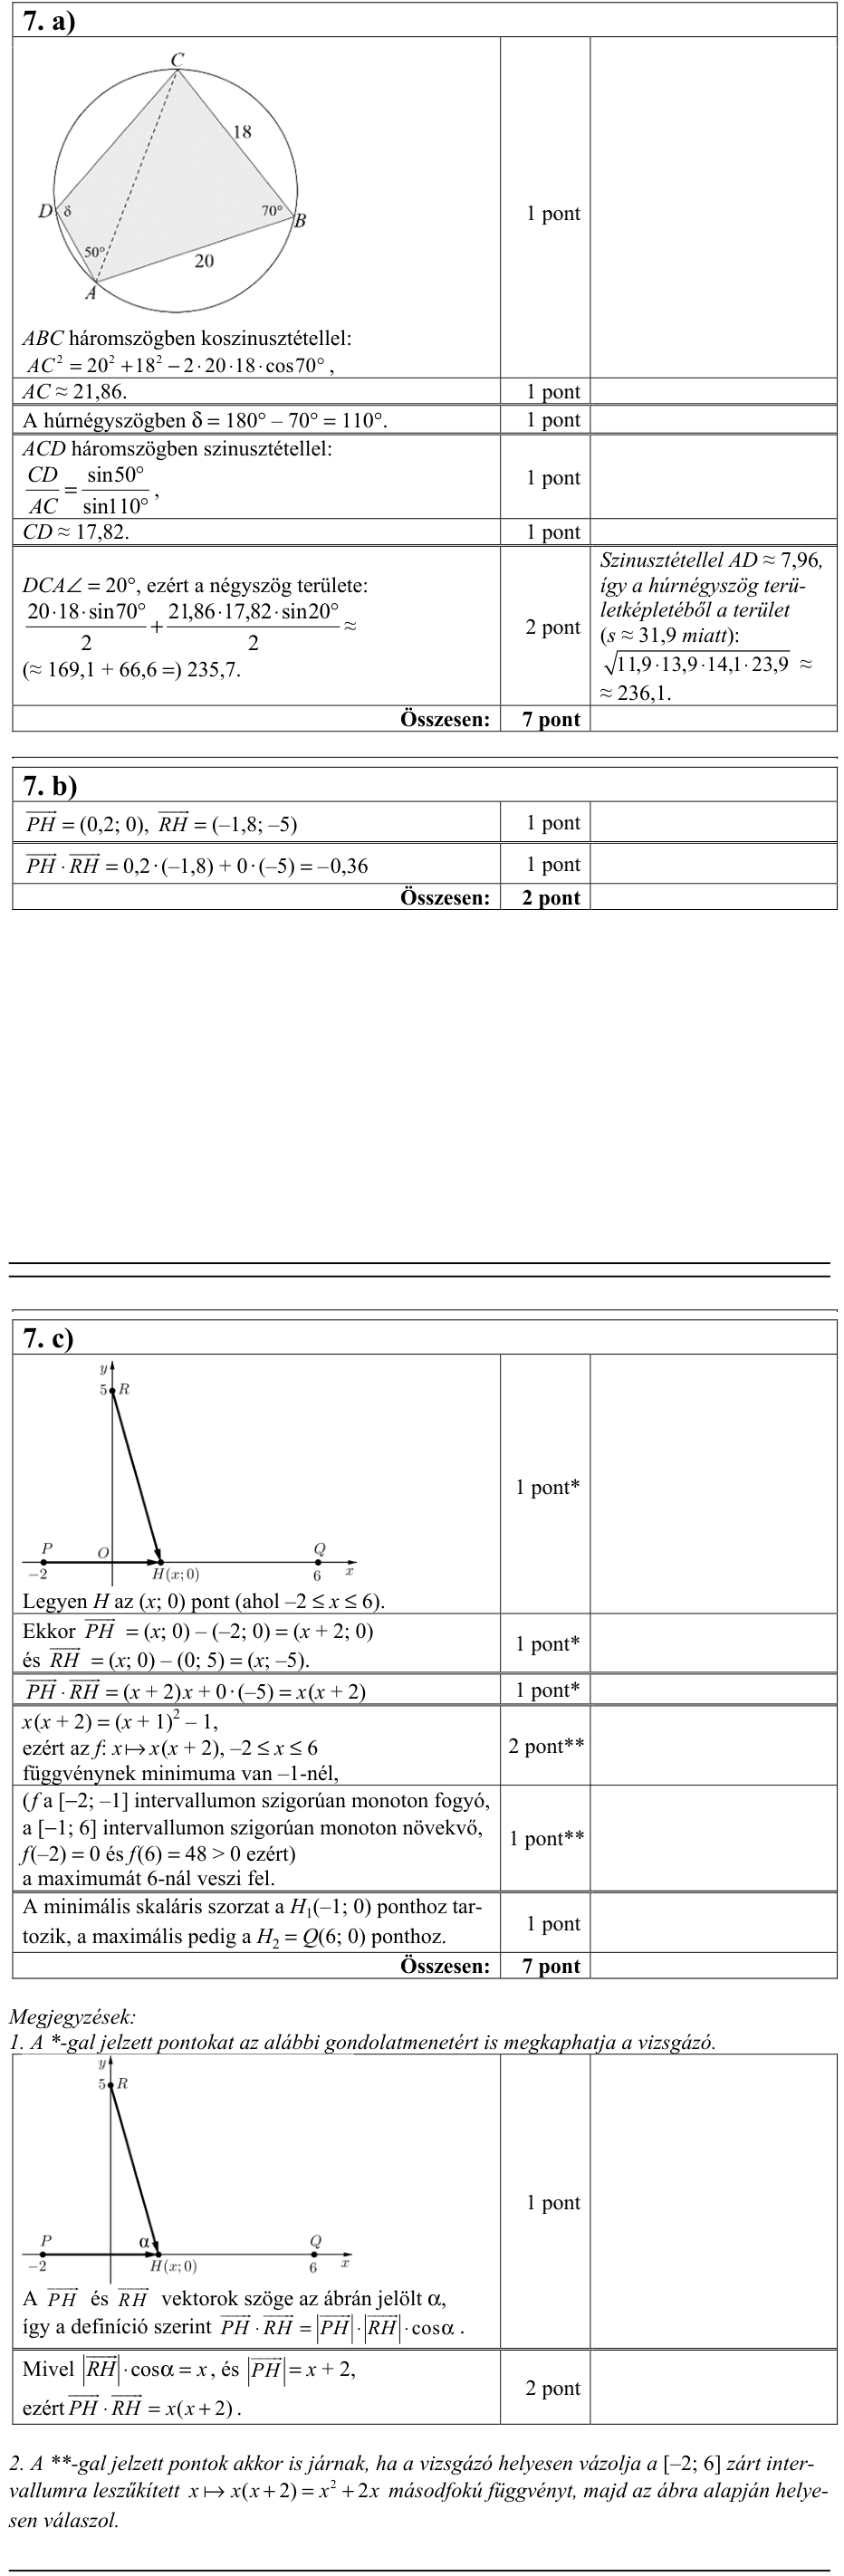 7. a)
C
18
D δ
70°
B
50°
20
A
ABC háromszögben koszinusztétellel:
AC² = 20² + 18² − 2 · 20 · 18 · cos70° ,
1 pont
AC ≈ 21,86.
1 pont
A húrnégyszögben δ = 180° – 70° = 110°.
1 pont
ACD háromszögben szinusztétellel:
CD/AC = sin50°/sin110° ,
1 pont
CD ≈ 17,82.
1 pont
DCA∠ = 20°, ezért a négyszög területe:
20·18·sin70°/2 + 21,86·17,82·sin20°/2 ≈
(≈ 169,1 + 66,6 =) 235,7.
2 pont
Szinusztétellel AD ≈ 7,96,
így a húrnégyszög terü-
letképletéből a terület
(s ≈ 31,9 miatt):
√11,9·13,9·14,1·23,9 ≈
≈ 236,1.
Összesen: 7 pont
7. b)
PH = (0,2; 0), RH = (–1,8; –5)
1 pont
PH · RH = 0,2·(–1,8) + 0·(–5) = −0,36
1 pont
Összesen: 2 pont
7. c)
y
5 R
P O Q
–2 H(x; 0) 6 x
Legyen H az (x; 0) pont (ahol –2 ≤ x ≤ 6).
1 pont*
Ekkor PH = (x; 0) – (–2; 0) = (x + 2; 0)
és RH = (x; 0) – (0; 5) = (x; –5).
1 pont*
PH · RH = (x + 2)x + 0·(–5) = x(x + 2)
1 pont*
x(x + 2) = (x + 1)² – 1,
ezért az f: x ↦ x(x + 2), –2 ≤ x ≤ 6
függvénynek minimuma van –1-nél,
2 pont**
(f a [−2; –1] intervallumon szigorúan monoton fogyó,
a [−1; 6] intervallumon szigorúan monoton növekvő,
f(–2) = 0 és f(6) = 48 > 0 ezért)
a maximumát 6-nál veszi fel.
1 pont**
A minimális skaláris szorzat a H₁(–1; 0) ponthoz tar-
tozik, a maximális pedig a H₂ = Q(6; 0) ponthoz.
1 pont
Összesen: 7 pont
Megjegyzések:
1. A *-gal jelzett pontokat az alábbi gondolatmenetért is megkaphatja a vizsgázó.
y
5 R
P α Q
–2 H(x; 0) 6 x
A PH és RH vektorok szöge az ábrán jelölt α,
így a definíció szerint PH · RH = |PH| · |RH| · cosα .
1 pont
Mivel |RH| · cosα = x , és |PH| = x + 2,
ezért PH · RH = x(x + 2) .
2 pont
2. A **-gal jelzett pontok akkor is járnak, ha a vizsgázó helyesen vázolja a [–2; 6] zárt inter-
vallumra leszűkített x ↦ x(x + 2) = x² + 2x másodfokú függvényt, majd az ábra alapján helye-
sen válaszol.